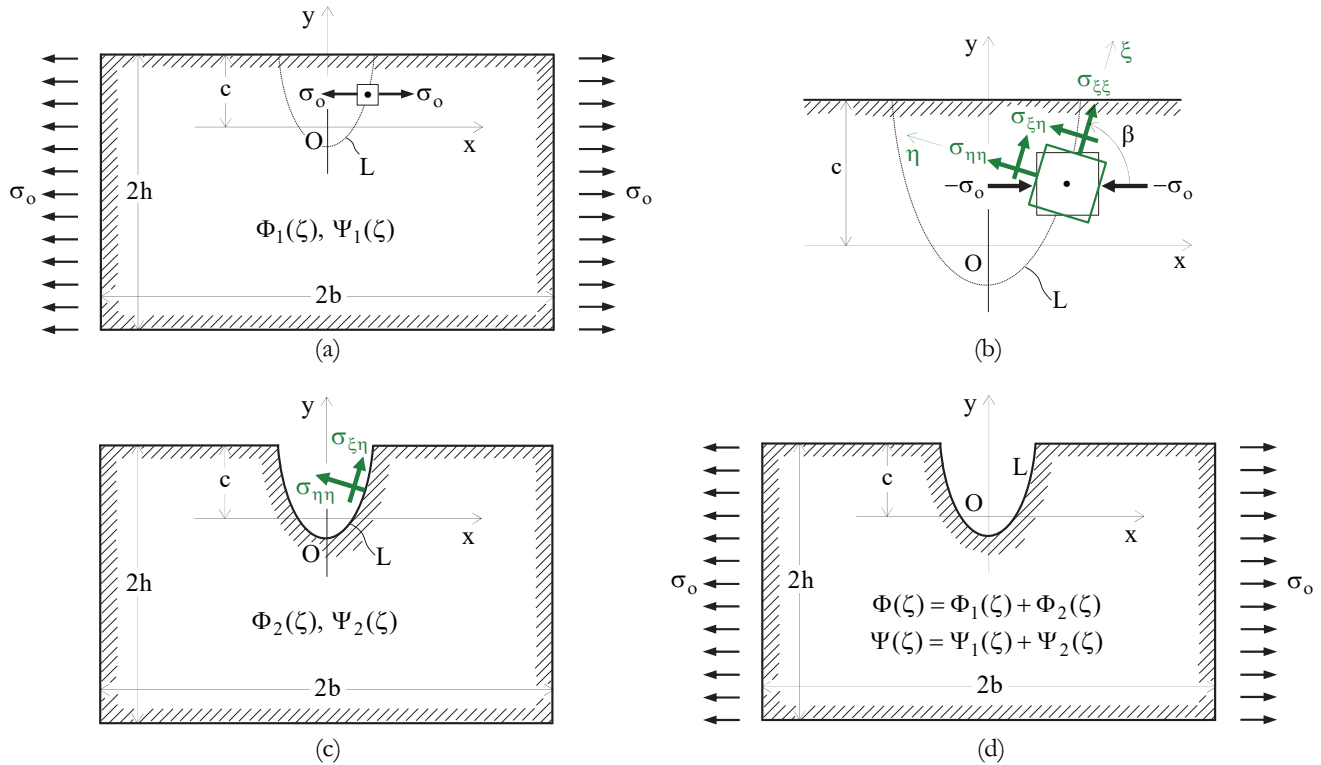 y
σₒ
c
σₒ
σₒ
O
x
L
2h
σₒ
Φ₁(ζ), Ψ₁(ζ)
2b
(a)
y
ξ
σξξ
σξη
β
η
σηη
c
−σₒ
−σₒ
O
x
L
(b)
y
σξη
c
σηη
x
O
L
2h
Φ₂(ζ), Ψ₂(ζ)
2b
(c)
y
L
c
O
x
σₒ
2h
σₒ
Φ(ζ) = Φ₁(ζ) + Φ₂(ζ)
Ψ(ζ) = Ψ₁(ζ) + Ψ₂(ζ)
2b
(d)